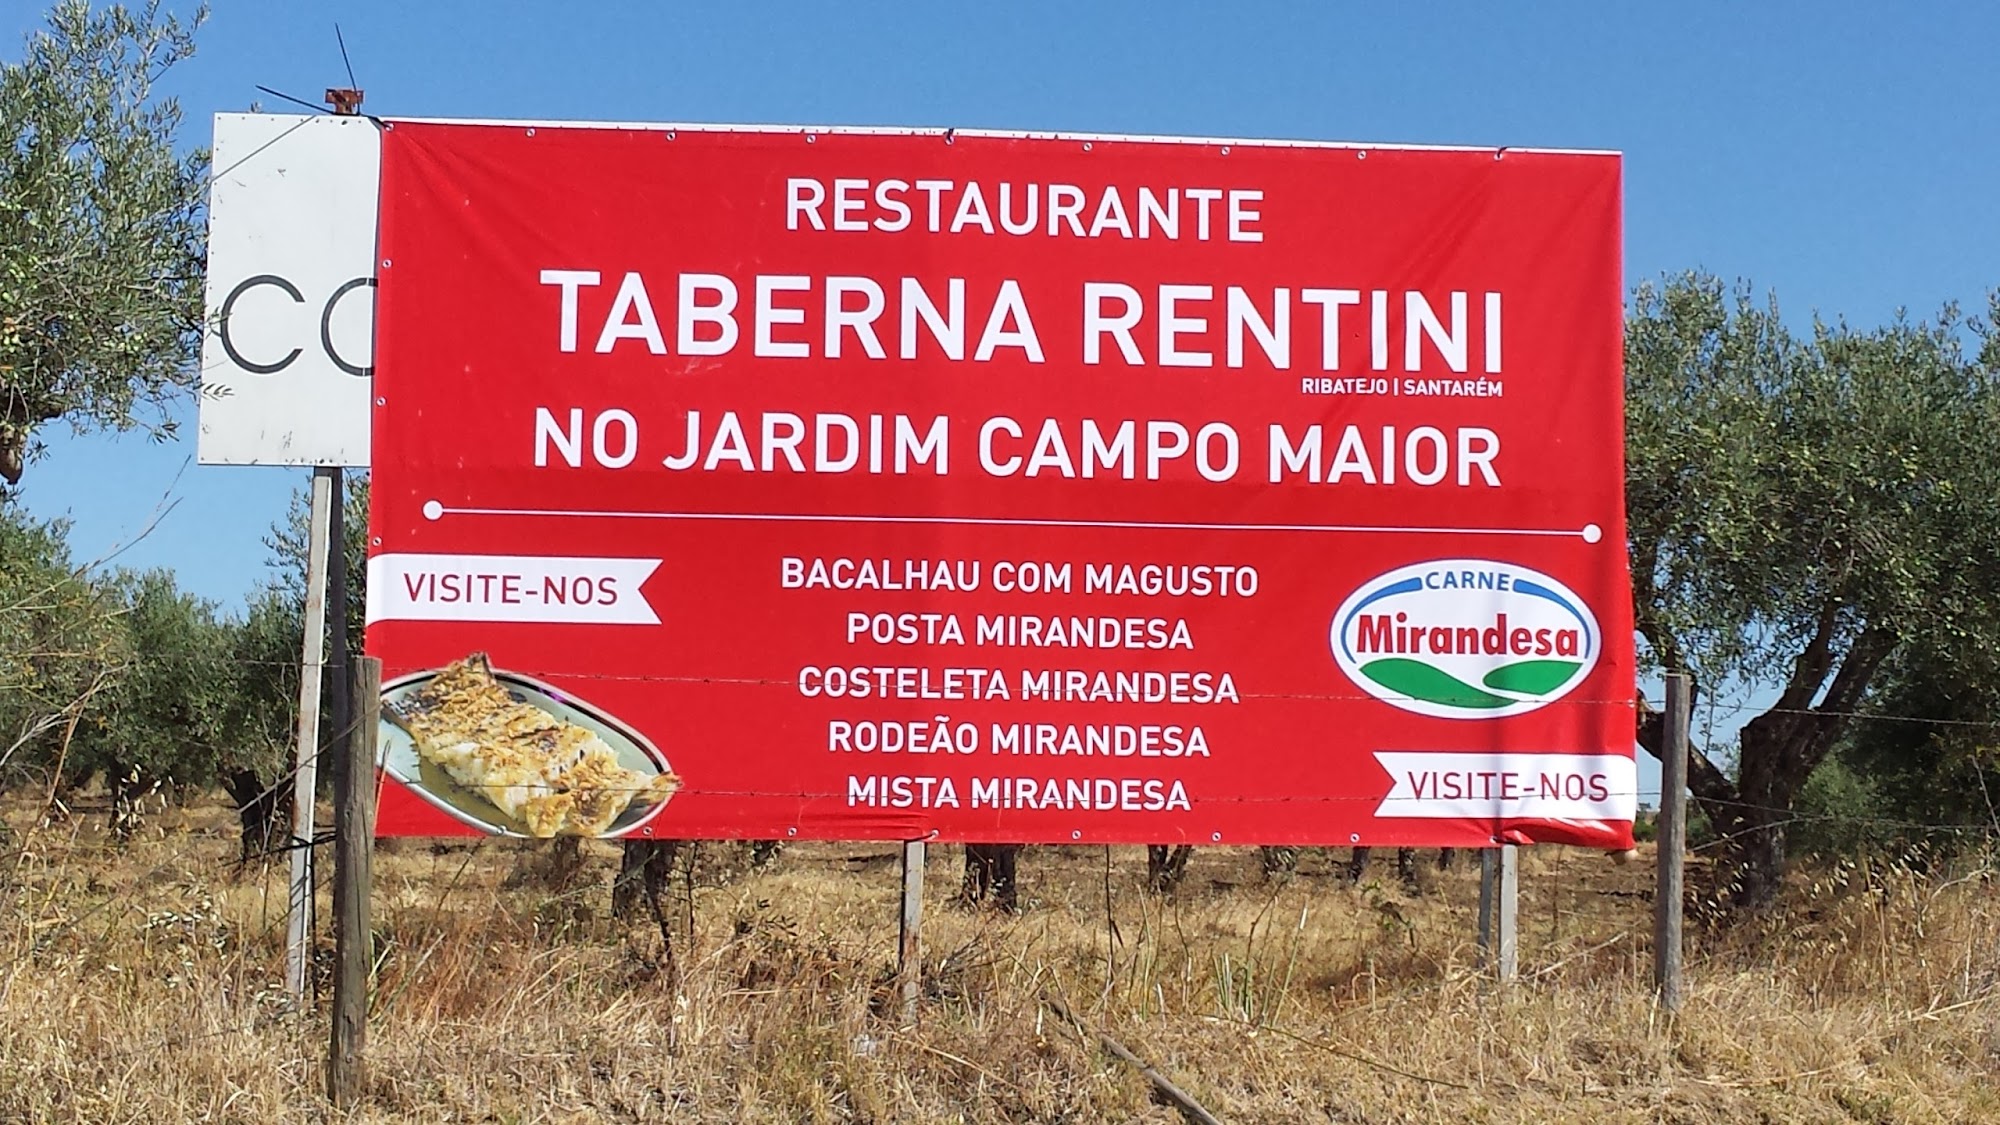 CO
RESTAURANTE
TABERNA RENTINI
RIBATEJO | SANTARÉM
NO JARDIM CAMPO MAIOR
VISITE-NOS
BACALHAU COM MAGUSTO
POSTA MIRANDESA
COSTELETA MIRANDESA
RODEÃO MIRANDESA
MISTA MIRANDESA
CARNE
Mirandesa
VISITE-NOS